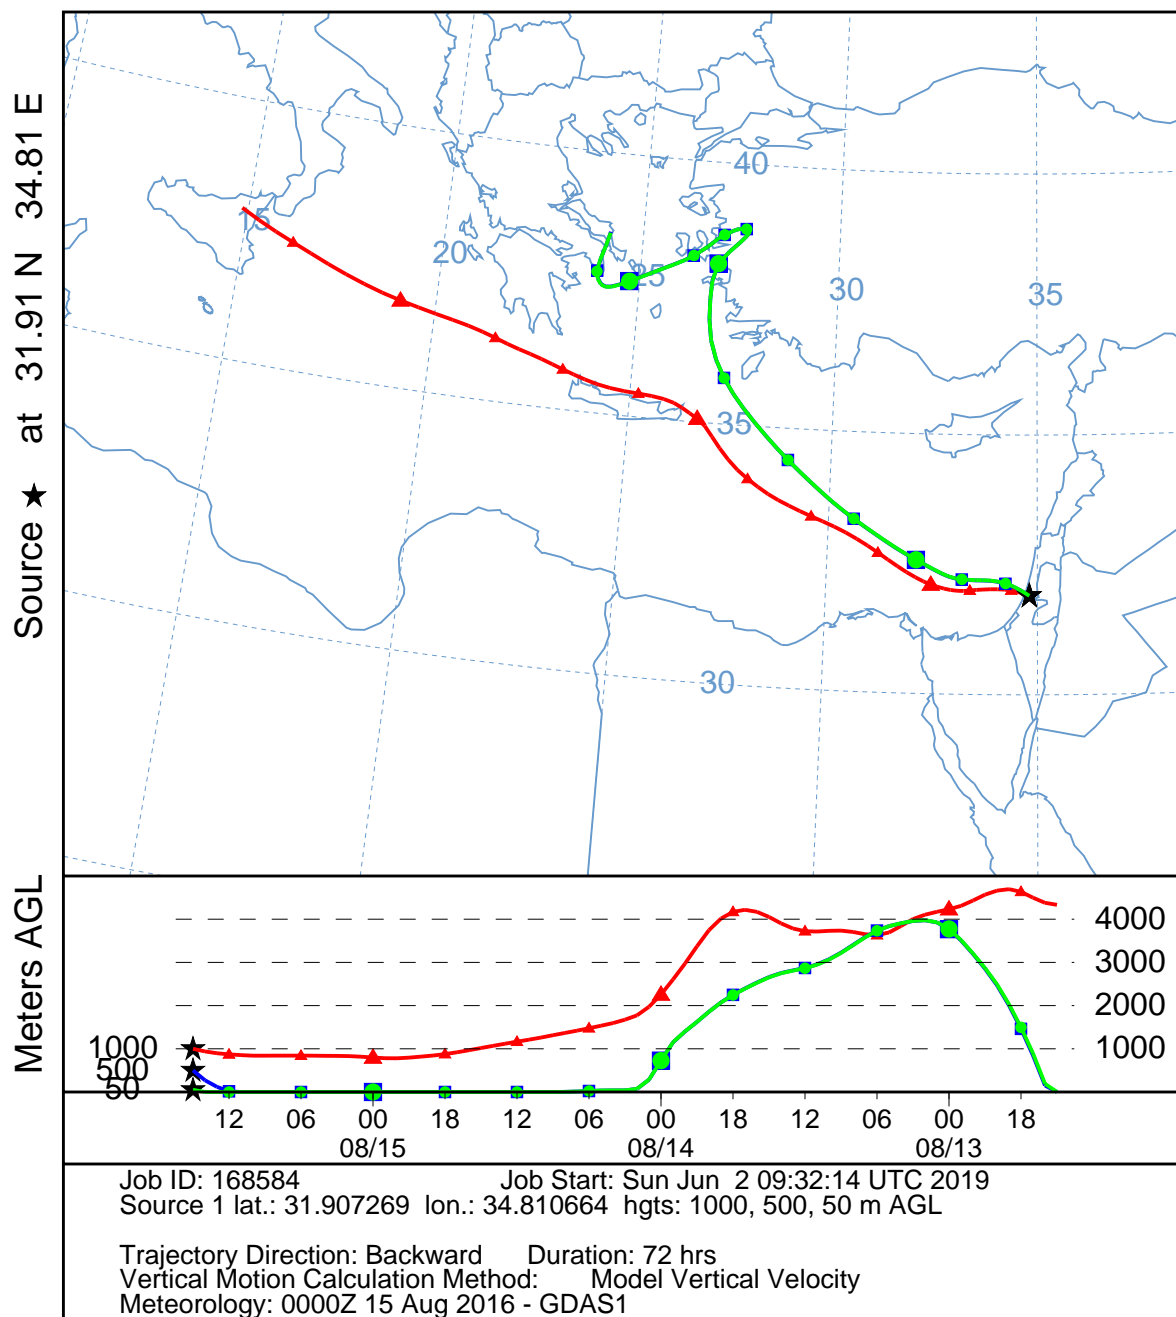 Source ★ at 31.91 N 34.81 E
15
20
25
30
35
40
35
30
Meters AGL
4000
3000
2000
1000
1000
500
50
12 06 00 18 12 06 00 18 12 06 00 18
08/15 08/14 08/13
Job ID: 168584 Job Start: Sun Jun 2 09:32:14 UTC 2019
Source 1 lat.: 31.907269 lon.: 34.810664 hgts: 1000, 500, 50 m AGL
Trajectory Direction: Backward Duration: 72 hrs
Vertical Motion Calculation Method: Model Vertical Velocity
Meteorology: 0000Z 15 Aug 2016 - GDAS1